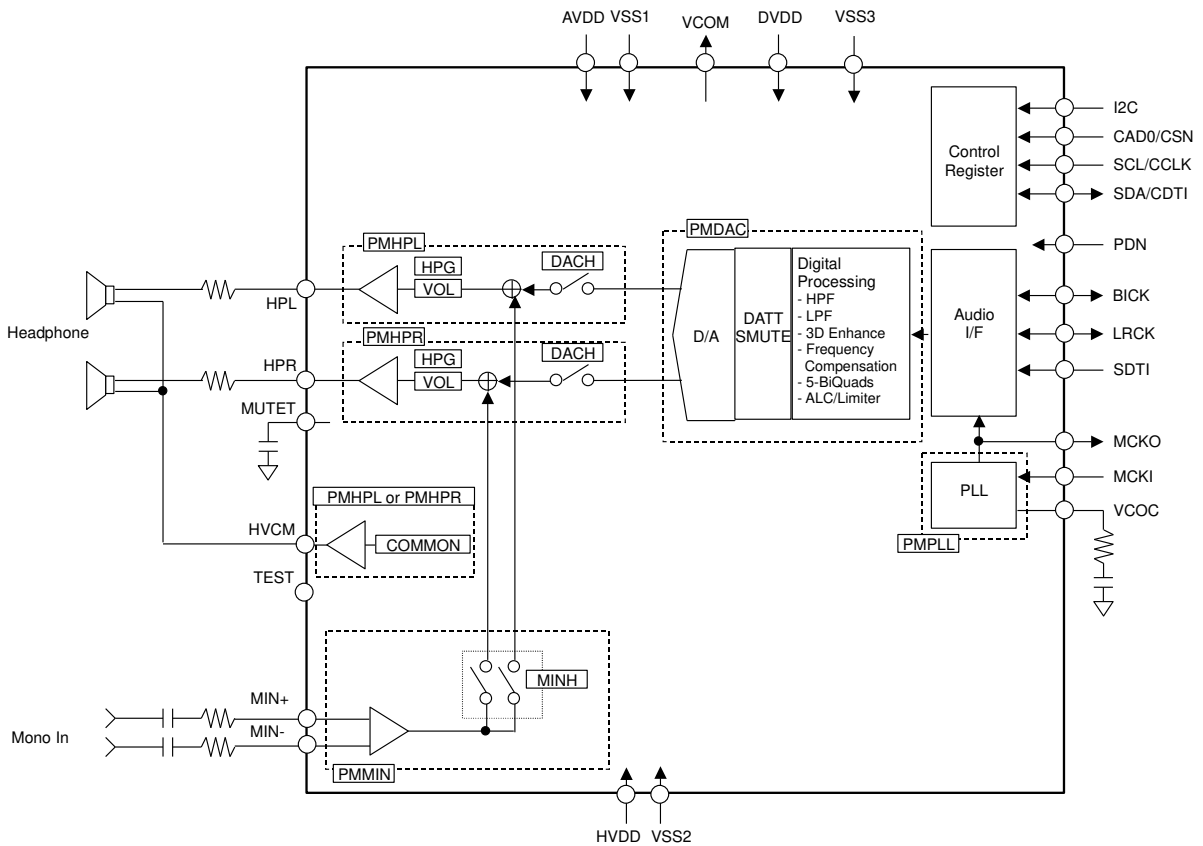 AVDD VSS1 VCOM DVDD VSS3
I2C
CAD0/CSN
SCL/CCLK
SDA/CDTI
Control
Register
PDN
BICK
LRCK
SDTI
Audio
I/F
MCKO
MCKI
VCOC
PLL
PMPLL
PMDAC
D/A
DATT
SMUTE
Digital
Processing
- HPF
- LPF
- 3D Enhance
- Frequency
Compensation
- 5-BiQuads
- ALC/Limiter
PMHPL
HPG
VOL
DACH
PMHPR
HPG
VOL
DACH
Headphone
HPL
HPR
MUTET
PMHPL or PMHPR
HVCM
COMMON
TEST
MINH
MIN+
MIN-
Mono In
PMMIN
HVDD VSS2